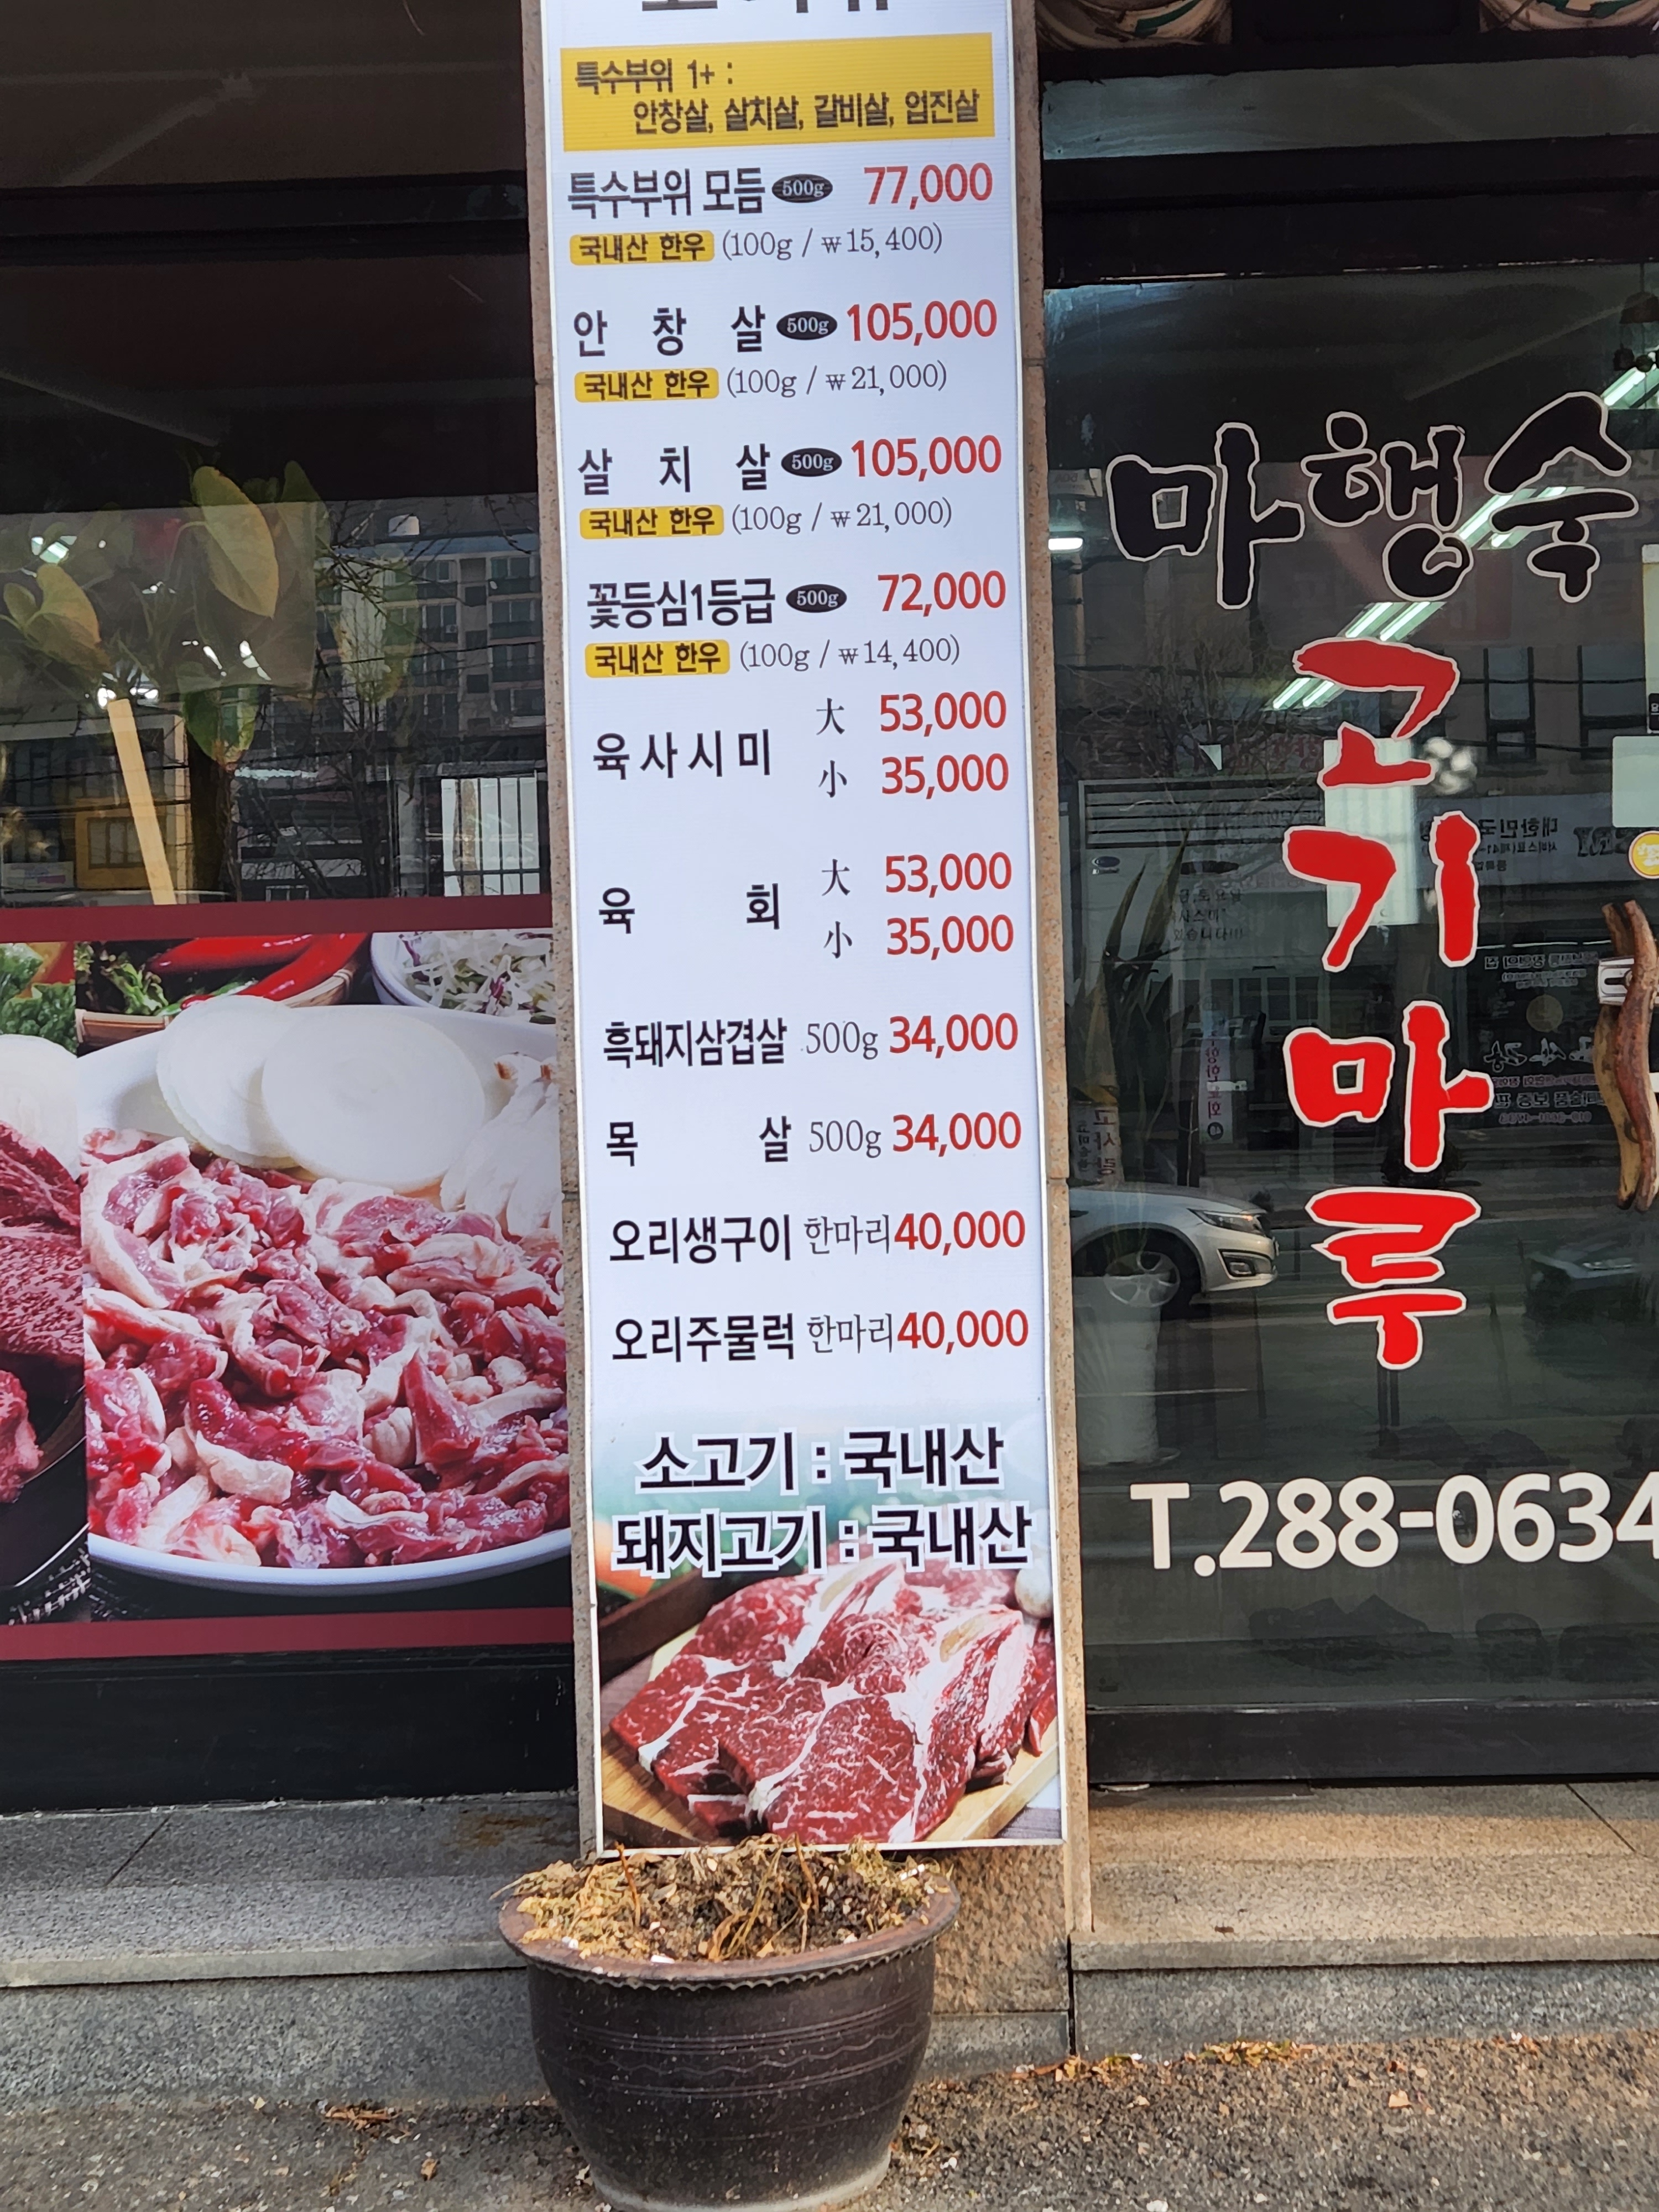 특수부위 1+ :
안창살, 살치살, 갈비살, 업진살
특수부위 모듬 500g 77,000
국내산 한우 (100g / ₩15,400)
안 창 살 500g 105,000
국내산 한우 (100g / ₩21,000)
살 치 살 500g 105,000
국내산 한우 (100g / ₩21,000)
꽃등심1등급 500g 72,000
국내산 한우 (100g / ₩14,400)
육사시미 大 53,000
小 35,000
육 회 大 53,000
小 35,000
흑돼지삼겹살 500g 34,000
목 살 500g 34,000
오리생구이 한마리 40,000
오리주물럭 한마리 40,000
소고기 : 국내산
돼지고기 : 국내산
마행숙
고기마루
T.288-0634